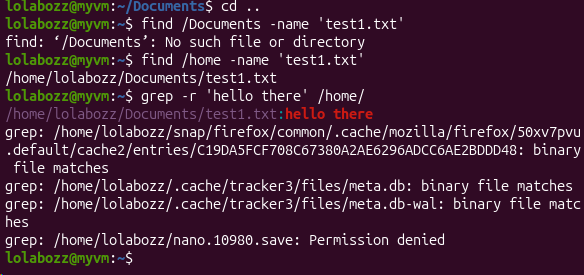 lolabozz@myvm:~/Documents$ cd ..
lolabozz@myvm:~$ find /Documents -name 'test1.txt'
find: ‘/Documents’: No such file or directory
lolabozz@myvm:~$ find /home -name 'test1.txt'
/home/lolabozz/Documents/test1.txt
lolabozz@myvm:~$ grep -r 'hello there' /home/
/home/lolabozz/Documents/test1.txt:hello there
grep: /home/lolabozz/snap/firefox/common/.cache/mozilla/firefox/50xv7pvu
.default/cache2/entries/C19DA5FCF708C67380A2AE6296ADCC6AE2BDDD48: binary
 file matches
grep: /home/lolabozz/.cache/tracker3/files/meta.db: binary file matches
grep: /home/lolabozz/.cache/tracker3/files/meta.db-wal: binary file matc
hes
grep: /home/lolabozz/nano.10980.save: Permission denied
lolabozz@myvm:~$